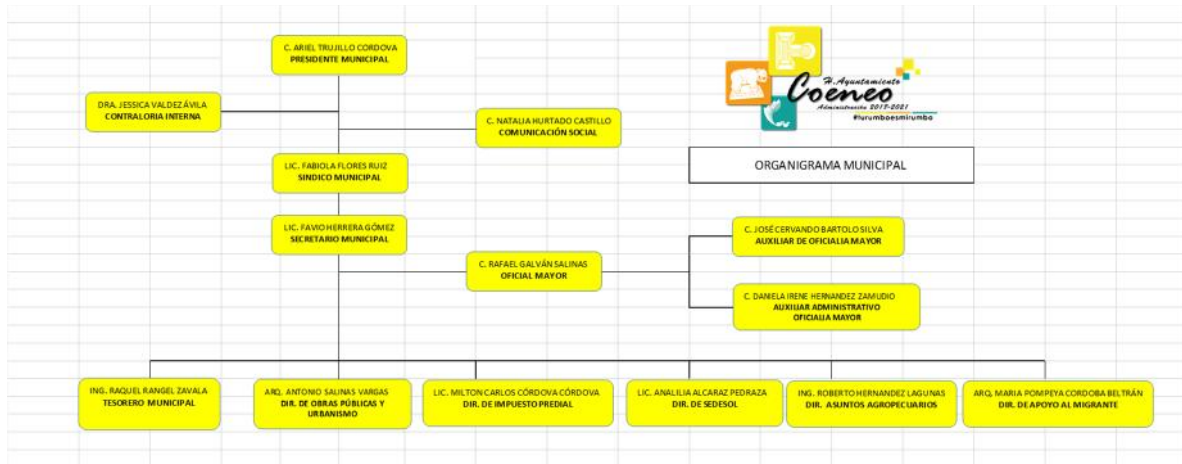 C. ARIEL TRUJILLO CORDOVA
PRESIDENTE MUNICIPAL
H. Ayuntamiento
Coeneo
Administración 2017-2021
#turumboesmirumbo
DRA. JESSICA VALDEZ ÁVILA
CONTRALORIA INTERNA
C. NATALIA HURTADO CASTILLO
COMUNICACIÓN SOCIAL
LIC. FABIOLA FLORES RUIZ
SINDICO MUNICIPAL
ORGANIGRAMA MUNICIPAL
LIC. FAVIO HERRERA GÓMEZ
SECRETARIO MUNICIPAL
C. JOSÉ CERVANDO BARTOLO SILVA
AUXILIAR DE OFICIALIA MAYOR
C. RAFAEL GALVÁN SALINAS
OFICIAL MAYOR
C. DANIELA IRENE HERNANDEZ ZAMUDIO
AUXILIAR ADMINISTRATIVO
OFICIALIA MAYOR
ING. RAQUEL RANGEL ZAVALA
TESORERO MUNICIPAL
ARQ. ANTONIO SALINAS VARGAS
DIR. DE OBRAS PÚBLICAS Y
URBANISMO
LIC. MILTON CARLOS CÓRDOVA CÓRDOVA
DIR. DE IMPUESTO PREDIAL
LIC. ANALILIA ALCARAZ PEDRAZA
DIR. DE SEDESOL
ING. ROBERTO HERNANDEZ LAGUNAS
DIR. ASUNTOS AGROPECUARIOS
ARQ. MARIA POMPEYA CORDOBA BELTRÁN
DIR. DE APOYO AL MIGRANTE